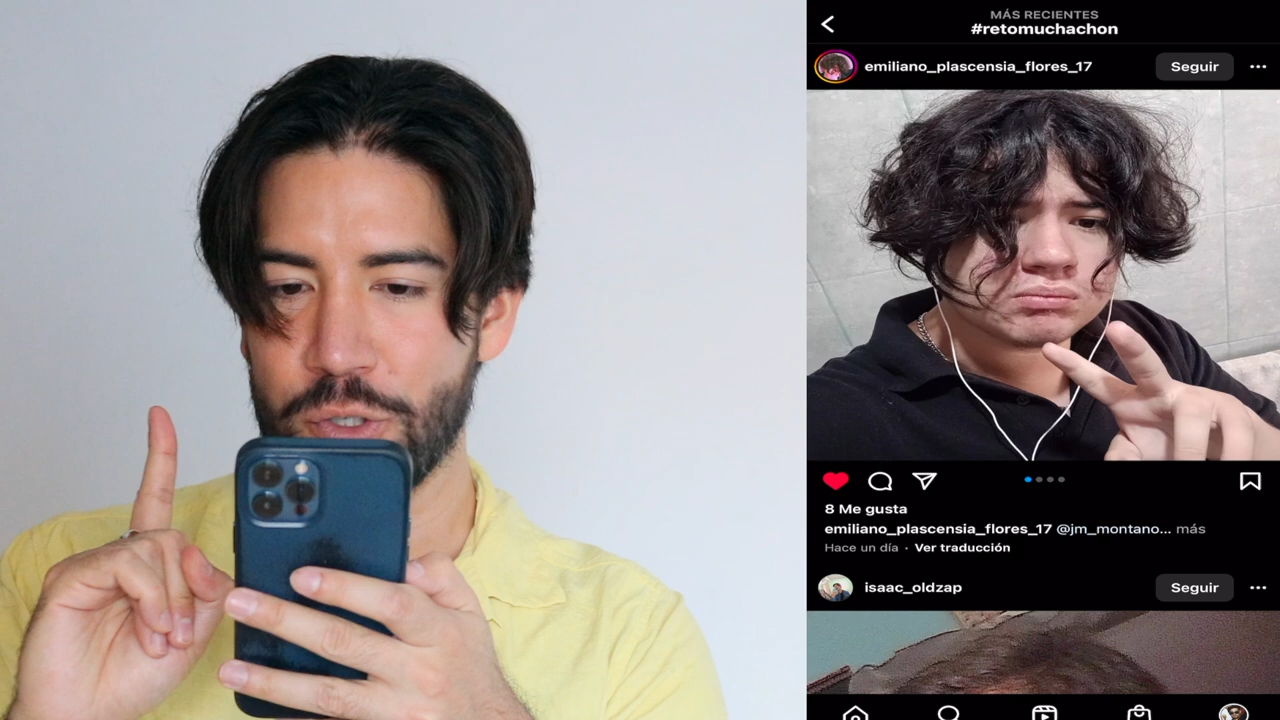 MÁS RECIENTES
#retomuchachon
emiliano_plascensia_flores_17 Seguir
8 Me gusta
emiliano_plascensia_flores_17 @jm_montano... más
Hace un día · Ver traducción
isaac_oldzap Seguir